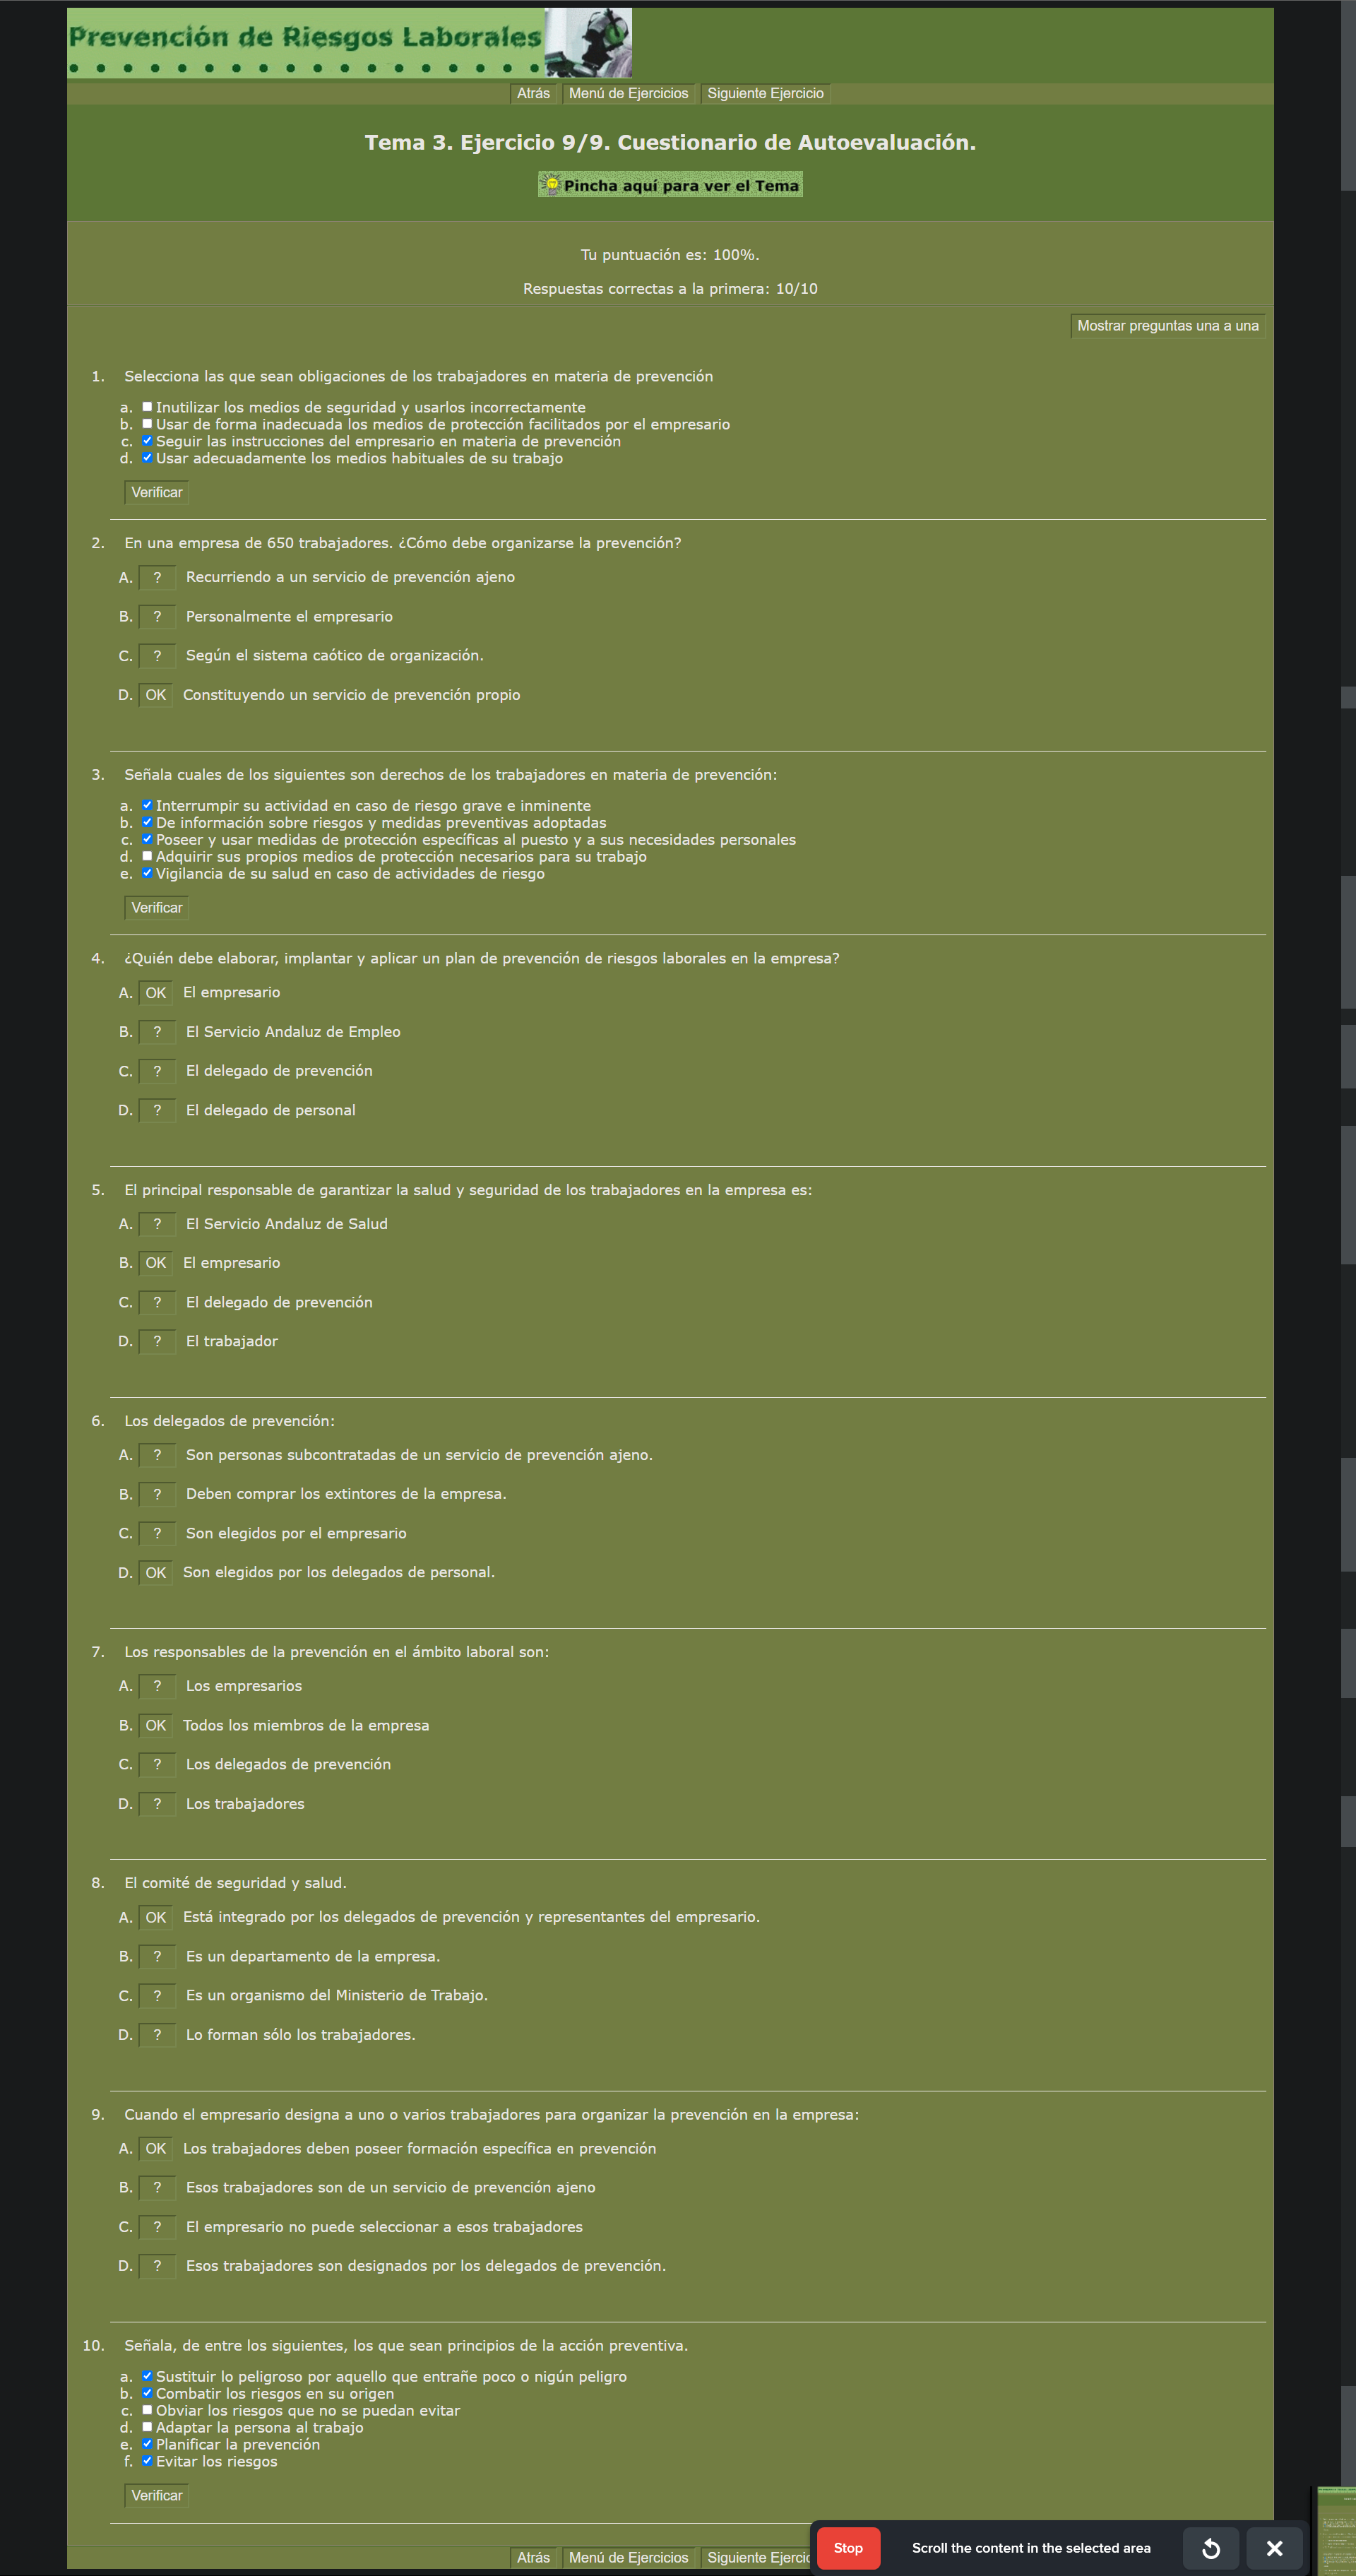 Prevención de Riesgos Laborales
Atrás Menú de Ejercicios Siguiente Ejercicio
Tema 3. Ejercicio 9/9. Cuestionario de Autoevaluación.
Pincha aquí para ver el Tema
Tu puntuación es: 100%.
Respuestas correctas a la primera: 10/10
Mostrar preguntas una a una
1. Selecciona las que sean obligaciones de los trabajadores en materia de prevención
a. Inutilizar los medios de seguridad y usarlos incorrectamente
b. Usar de forma inadecuada los medios de protección facilitados por el empresario
c. Seguir las instrucciones del empresario en materia de prevención
d. Usar adecuadamente los medios habituales de su trabajo
Verificar
2. En una empresa de 650 trabajadores. ¿Cómo debe organizarse la prevención?
A. ? Recurriendo a un servicio de prevención ajeno
B. ? Personalmente el empresario
C. ? Según el sistema caótico de organización.
D. OK Constituyendo un servicio de prevención propio
3. Señala cuales de los siguientes son derechos de los trabajadores en materia de prevención:
a. Interrumpir su actividad en caso de riesgo grave e inminente
b. De información sobre riesgos y medidas preventivas adoptadas
c. Poseer y usar medidas de protección específicas al puesto y a sus necesidades personales
d. Adquirir sus propios medios de protección necesarios para su trabajo
e. Vigilancia de su salud en caso de actividades de riesgo
Verificar
4. ¿Quién debe elaborar, implantar y aplicar un plan de prevención de riesgos laborales en la empresa?
A. OK El empresario
B. ? El Servicio Andaluz de Empleo
C. ? El delegado de prevención
D. ? El delegado de personal
5. El principal responsable de garantizar la salud y seguridad de los trabajadores en la empresa es:
A. ? El Servicio Andaluz de Salud
B. OK El empresario
C. ? El delegado de prevención
D. ? El trabajador
6. Los delegados de prevención:
A. ? Son personas subcontratadas de un servicio de prevención ajeno.
B. ? Deben comprar los extintores de la empresa.
C. ? Son elegidos por el empresario
D. OK Son elegidos por los delegados de personal.
7. Los responsables de la prevención en el ámbito laboral son:
A. ? Los empresarios
B. OK Todos los miembros de la empresa
C. ? Los delegados de prevención
D. ? Los trabajadores
8. El comité de seguridad y salud.
A. OK Está integrado por los delegados de prevención y representantes del empresario.
B. ? Es un departamento de la empresa.
C. ? Es un organismo del Ministerio de Trabajo.
D. ? Lo forman sólo los trabajadores.
9. Cuando el empresario designa a uno o varios trabajadores para organizar la prevención en la empresa:
A. OK Los trabajadores deben poseer formación específica en prevención
B. ? Esos trabajadores son de un servicio de prevención ajeno
C. ? El empresario no puede seleccionar a esos trabajadores
D. ? Esos trabajadores son designados por los delegados de prevención.
10. Señala, de entre los siguientes, los que sean principios de la acción preventiva.
a. Sustituir lo peligroso por aquello que entrañe poco o nigún peligro
b. Combatir los riesgos en su origen
c. Obviar los riesgos que no se puedan evitar
d. Adaptar la persona al trabajo
e. Planificar la prevención
f. Evitar los riesgos
Verificar
Atrás Menú de Ejercicios Siguiente Ejercic
Stop Scroll the content in the selected area